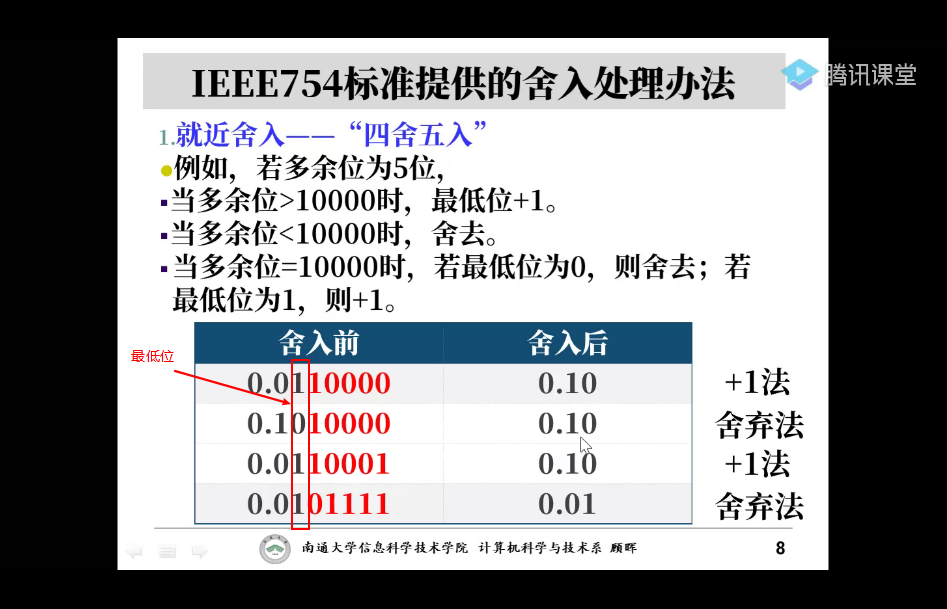 IEEE754标准提供的舍入处理办法
腾讯课堂
1.就近舍入——“四舍五入”
例如，若多余位为5位，
当多余位>10000时，最低位+1。
当多余位<10000时，舍去。
当多余位=10000时，若最低位为0，则舍去；若
最低位为1，则+1。
舍入前 舍入后
最低位
0.0110000 0.10 +1法
0.1010000 0.10 舍弃法
0.0110001 0.10 +1法
0.0101111 0.01 舍弃法
南通大学信息科学技术学院 计算机科学与技术系 顾晖
8